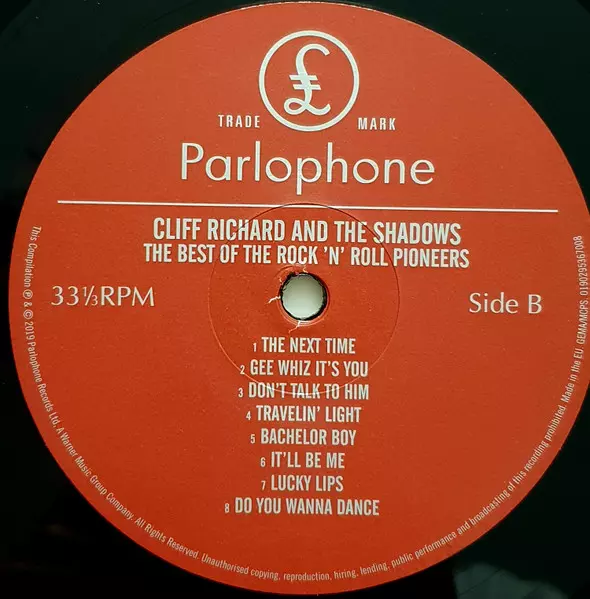 £
TRADE MARK
Parlophone
CLIFF RICHARD AND THE SHADOWS
THE BEST OF THE ROCK 'N' ROLL PIONEERS
33⅓RPM
Side B
1 THE NEXT TIME
2 GEE WHIZ IT'S YOU
3 DON'T TALK TO HIM
4 TRAVELIN' LIGHT
5 BACHELOR BOY
6 IT'LL BE ME
7 LUCKY LIPS
8 DO YOU WANNA DANCE
This Compilation ℗ & © 2019 Parlophone Records Ltd. A Warner Music Group Company. All Rights Reserved. Unauthorised copying, reproduction, hiring, lending, public performance and broadcasting of this recording prohibited. Made in the EU. GEMA/MCPS. 0190295367008